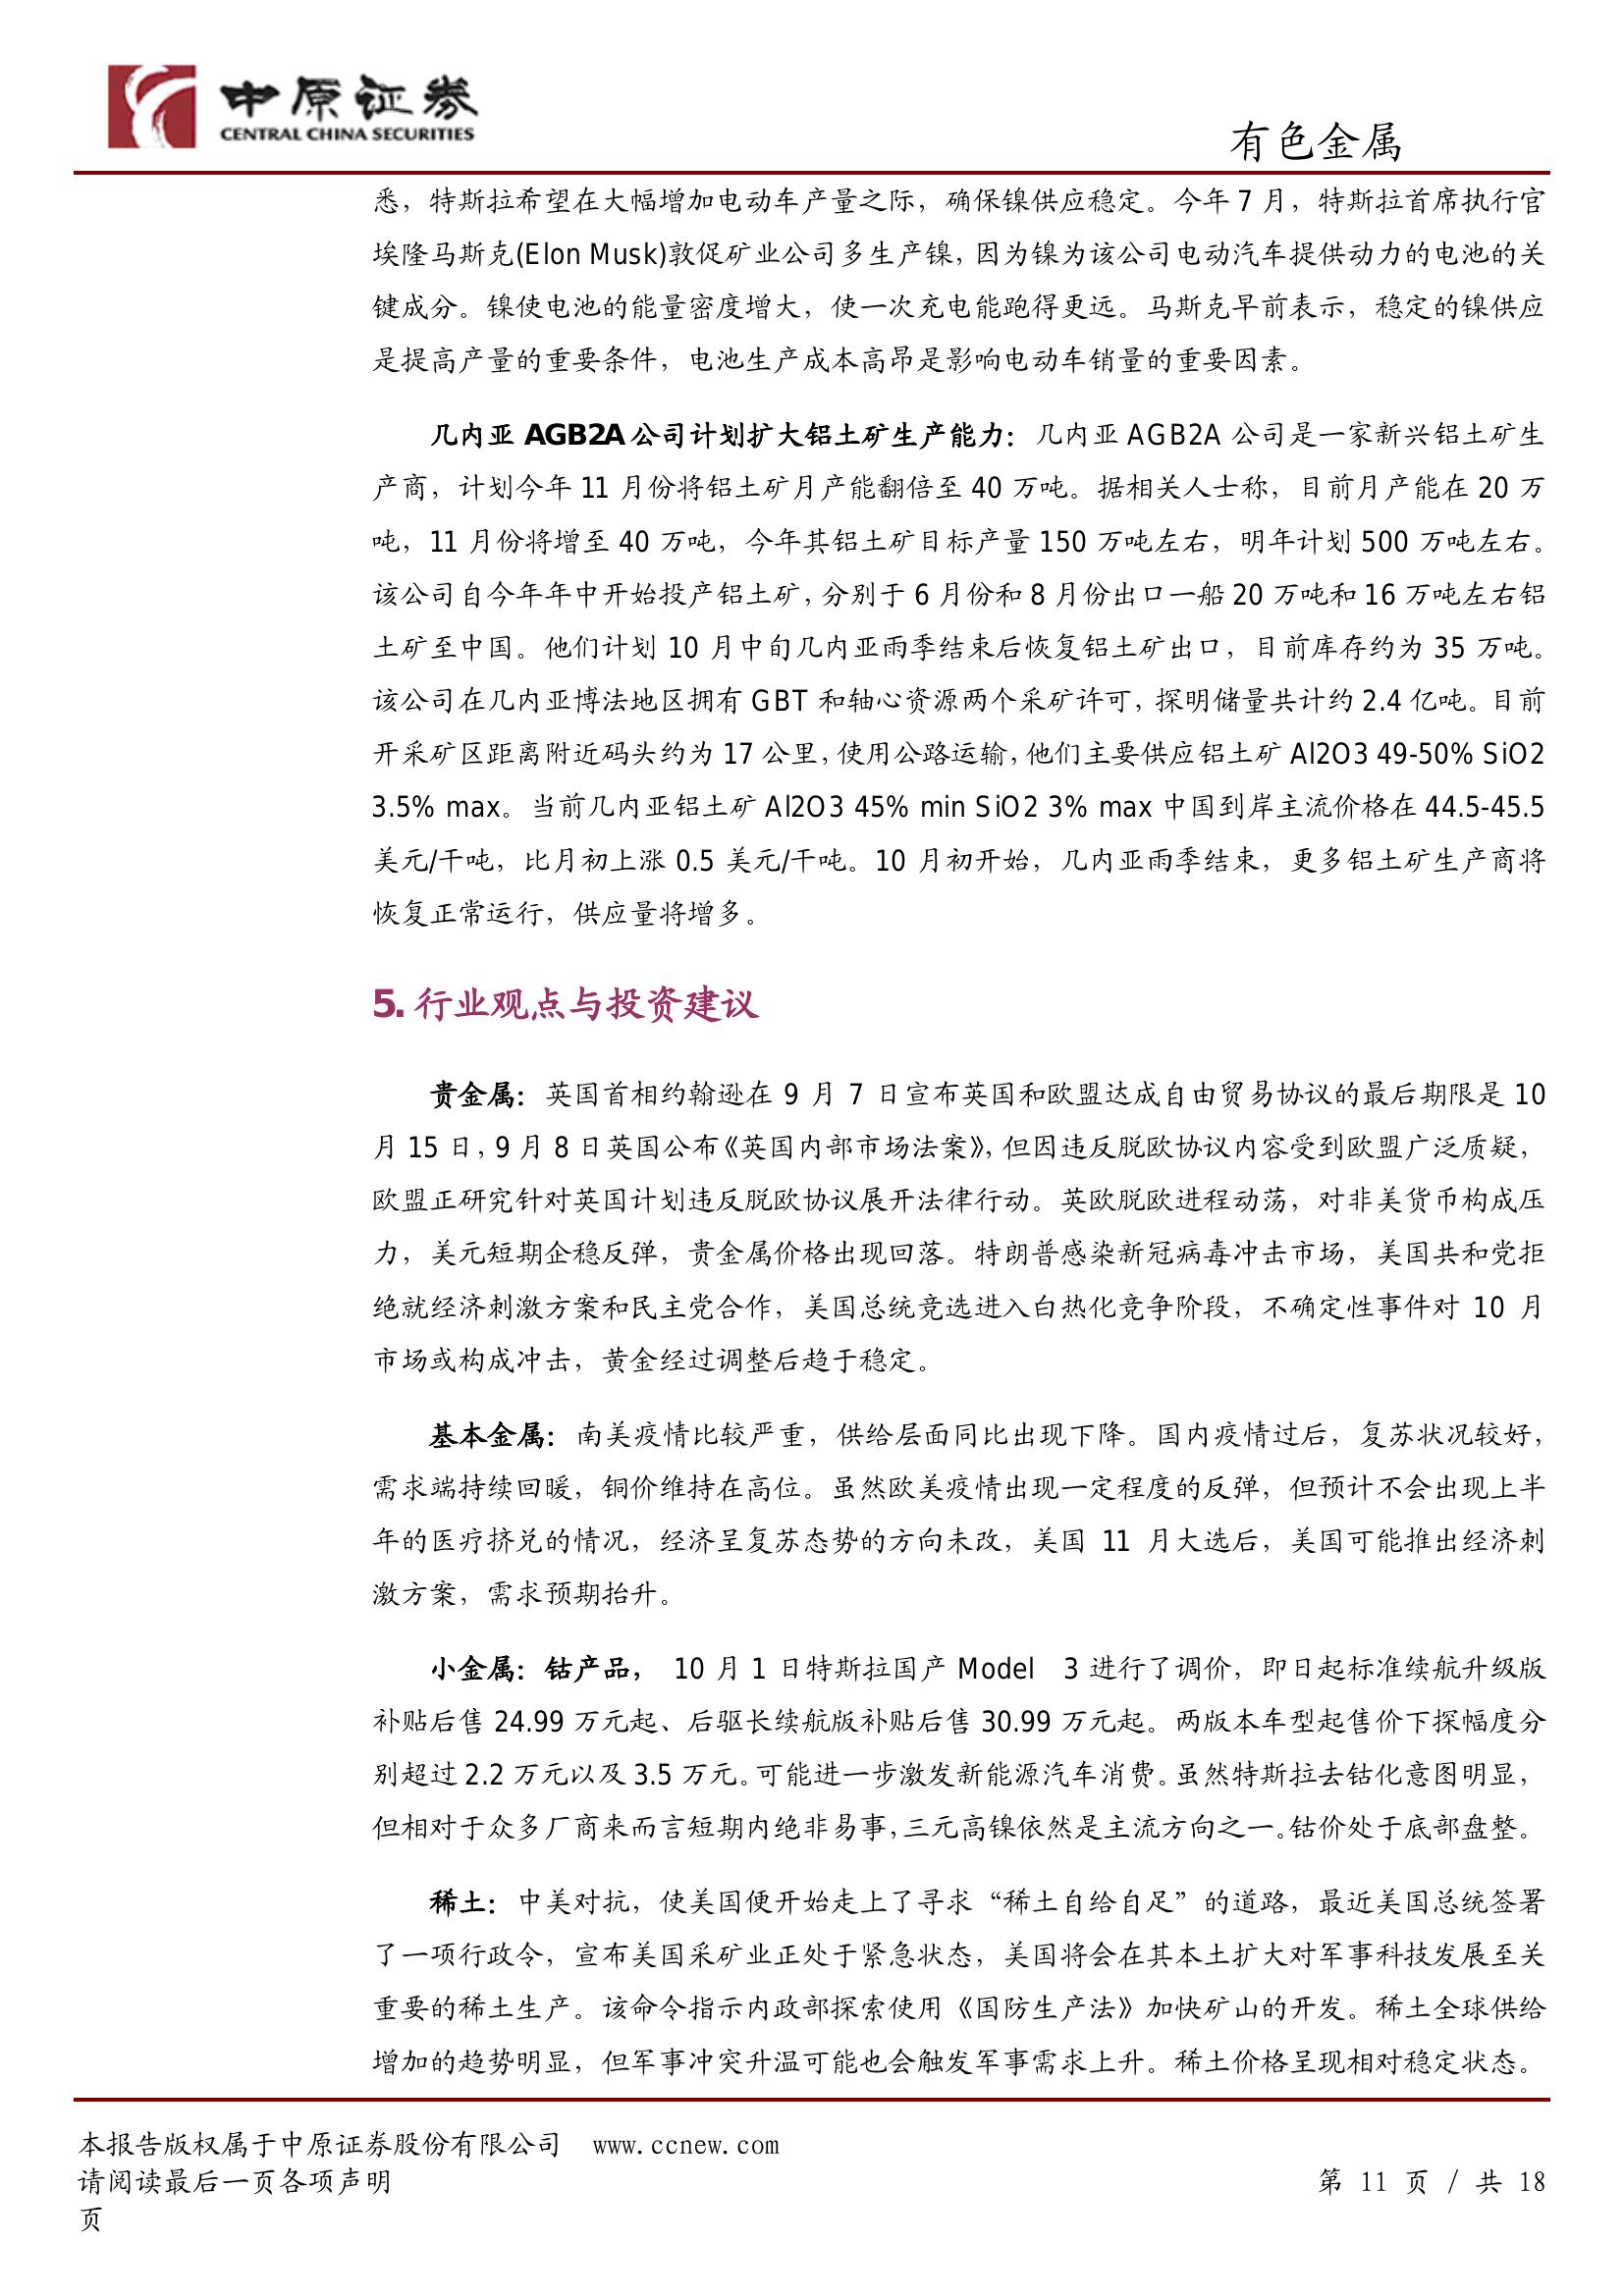 中原证券
CENTRAL CHINA SECURITIES
有色金属
悉，特斯拉希望在大幅增加电动车产量之际，确保镍供应稳定。今年 7 月，特斯拉首席执行官
埃隆马斯克(Elon Musk)敦促矿业公司多生产镍，因为镍为该公司电动汽车提供动力的电池的关
键成分。镍使电池的能量密度增大，使一次充电能跑得更远。马斯克早前表示，稳定的镍供应
是提高产量的重要条件，电池生产成本高昂是影响电动车销量的重要因素。
几内亚 AGB2A 公司计划扩大铝土矿生产能力：几内亚 AGB2A 公司是一家新兴铝土矿生
产商，计划今年 11 月份将铝土矿月产能翻倍至 40 万吨。据相关人士称，目前月产能在 20 万
吨，11 月份将增至 40 万吨，今年其铝土矿目标产量 150 万吨左右，明年计划 500 万吨左右。
该公司自今年年中开始投产铝土矿，分别于 6 月份和 8 月份出口一船 20 万吨和 16 万吨左右铝
土矿至中国。他们计划 10 月中旬几内亚雨季结束后恢复铝土矿出口，目前库存约为 35 万吨。
该公司在几内亚博法地区拥有 GBT 和轴心资源两个采矿许可，探明储量共计约 2.4 亿吨。目前
开采矿区距离附近码头约为 17 公里，使用公路运输，他们主要供应铝土矿 Al2O3 49-50% SiO2
3.5% max。当前几内亚铝土矿 Al2O3 45% min SiO2 3% max 中国到岸主流价格在 44.5-45.5
美元/干吨，比月初上涨 0.5 美元/干吨。10 月初开始，几内亚雨季结束，更多铝土矿生产商将
恢复正常运行，供应量将增多。
5. 行业观点与投资建议
贵金属：英国首相约翰逊在 9 月 7 日宣布英国和欧盟达成自由贸易协议的最后期限是 10
月 15 日，9 月 8 日英国公布《英国内部市场法案》，但因违反脱欧协议内容受到欧盟广泛质疑，
欧盟正研究针对英国计划违反脱欧协议展开法律行动。英欧脱欧进程动荡，对非美货币构成压
力，美元短期企稳反弹，贵金属价格出现回落。特朗普感染新冠病毒冲击市场，美国共和党拒
绝就经济刺激方案和民主党合作，美国总统竞选进入白热化竞争阶段，不确定性事件对 10 月
市场或构成冲击，黄金经过调整后趋于稳定。
基本金属：南美疫情比较严重，供给层面同比出现下降。国内疫情过后，复苏状况较好，
需求端持续回暖，铜价维持在高位。虽然欧美疫情出现一定程度的反弹，但预计不会出现上半
年的医疗挤兑的情况，经济呈复苏态势的方向未改，美国 11 月大选后，美国可能推出经济刺
激方案，需求预期抬升。
小金属：钴产品， 10 月 1 日特斯拉国产 Model 3 进行了调价，即日起标准续航升级版
补贴后售 24.99 万元起、后驱长续航版补贴后售 30.99 万元起。两版本车型起售价下探幅度分
别超过 2.2 万元以及 3.5 万元。可能进一步激发新能源汽车消费。虽然特斯拉去钴化意图明显，
但相对于众多厂商来而言短期内绝非易事，三元高镍依然是主流方向之一。钴价处于底部盘整。
稀土：中美对抗，使美国便开始走上了寻求“稀土自给自足”的道路，最近美国总统签署
了一项行政令，宣布美国采矿业正处于紧急状态，美国将会在其本土扩大对军事科技发展至关
重要的稀土生产。该命令指示内政部探索使用《国防生产法》加快矿山的开发。稀土全球供给
增加的趋势明显，但军事冲突升温可能也会触发军事需求上升。稀土价格呈现相对稳定状态。
本报告版权属于中原证券股份有限公司 www.ccnew.com
请阅读最后一页各项声明 第 11 页 / 共 18
页